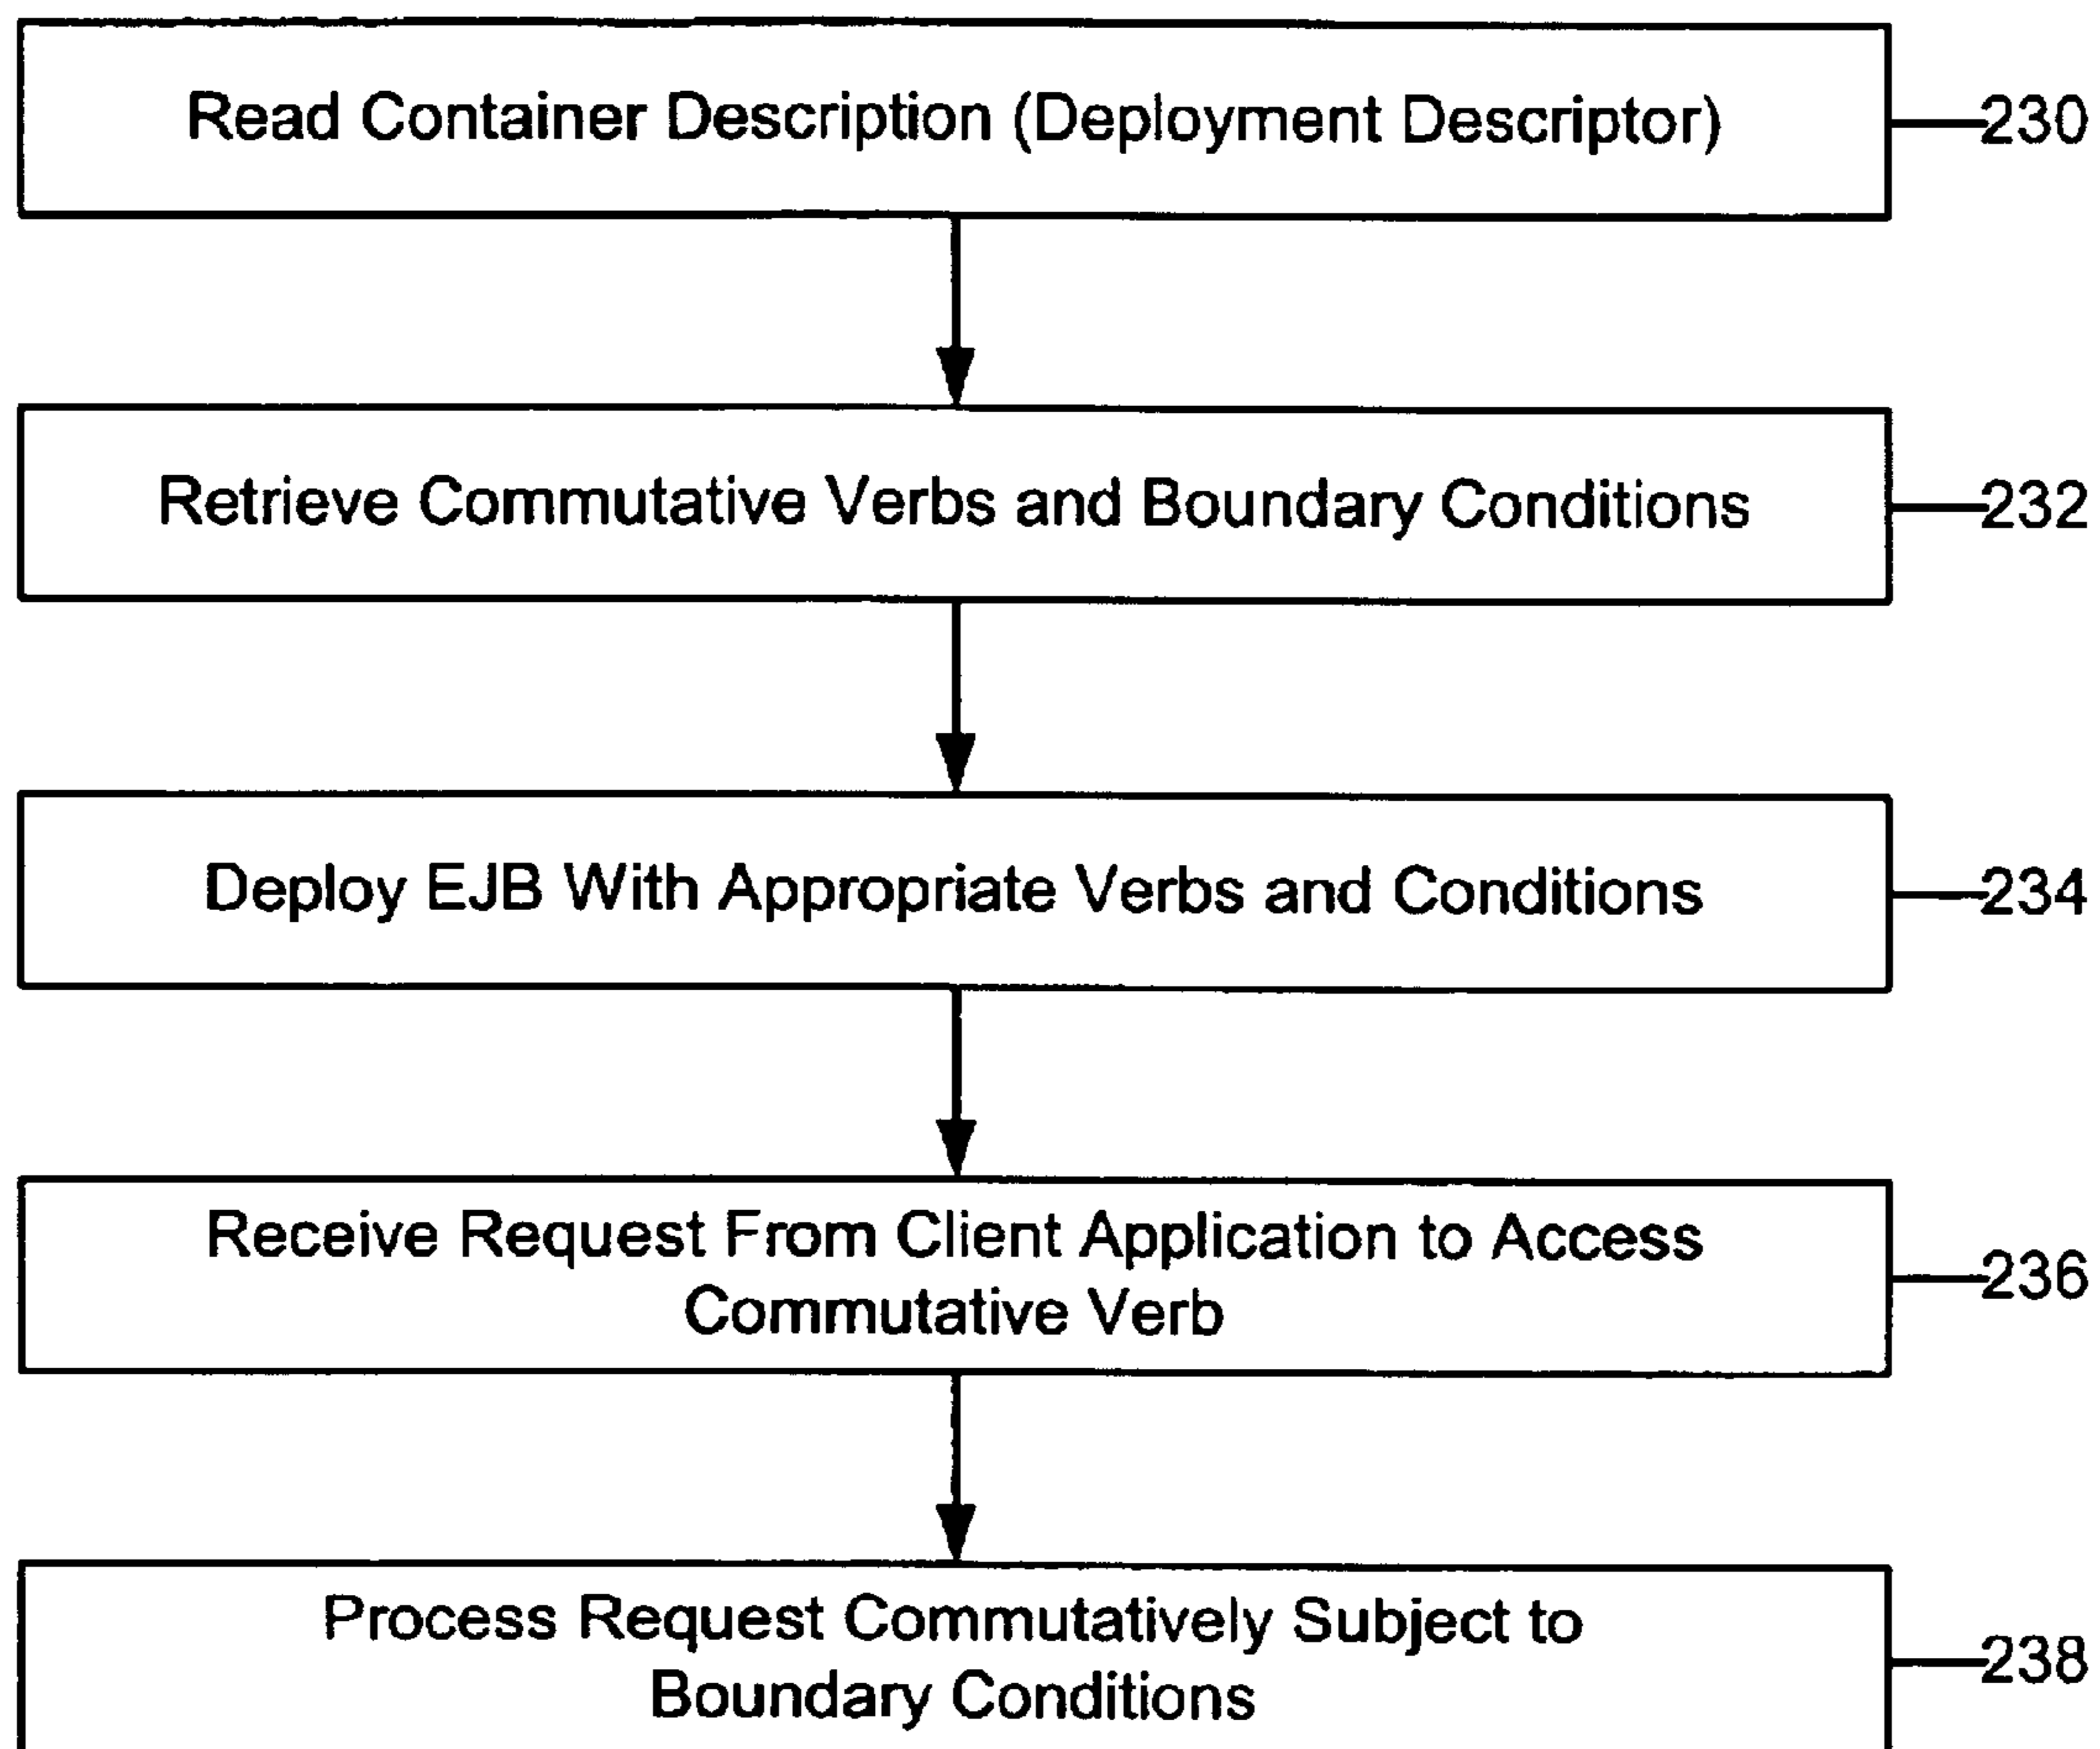 Read Container Description (Deployment Descriptor)
230
Retrieve Commutative Verbs and Boundary Conditions
232
Deploy EJB With Appropriate Verbs and Conditions
234
Receive Request From Client Application to Access
Commutative Verb
236
Process Request Commutatively Subject to
Boundary Conditions
238